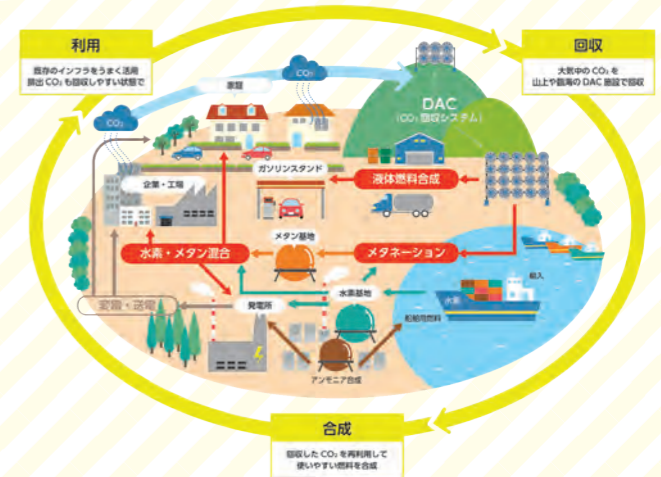 利用
既存のインフラをうまく活用
排出CO₂も回収しやすい状態で
回収
大気中のCO₂を
山上や臨海のDAC施設で回収
CO₂
家庭
DAC
(CO₂回収システム)
CO₂
ガソリンスタンド
液体燃料合成
企業・工場
メタン基地
水素・メタン混合
メタネーション
輸入
変電・送電
発電所
水素基地
水素
船舶用燃料
アンモニア合成
合成
回収したCO₂を再利用して
使いやすい燃料を合成